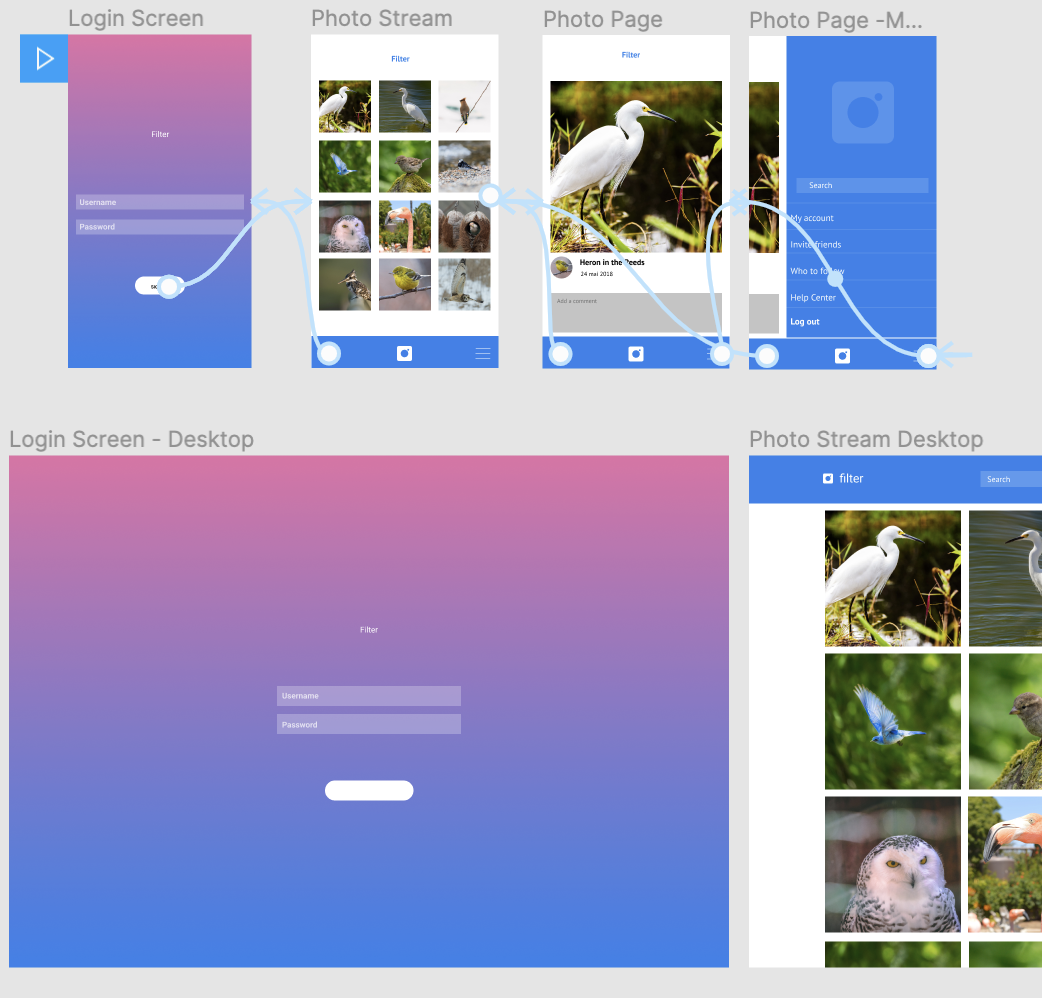 Login Screen
Photo Stream
Photo Page
Photo Page -M...
Filter
Username
Password
Filter
Filter
Heron in the Reeds
24 mai 2018
Add a comment
Search
My account
Invite friends
Who to follow
Help Center
Log out
Login Screen - Desktop
Filter
Username
Password
Photo Stream Desktop
filter
Search